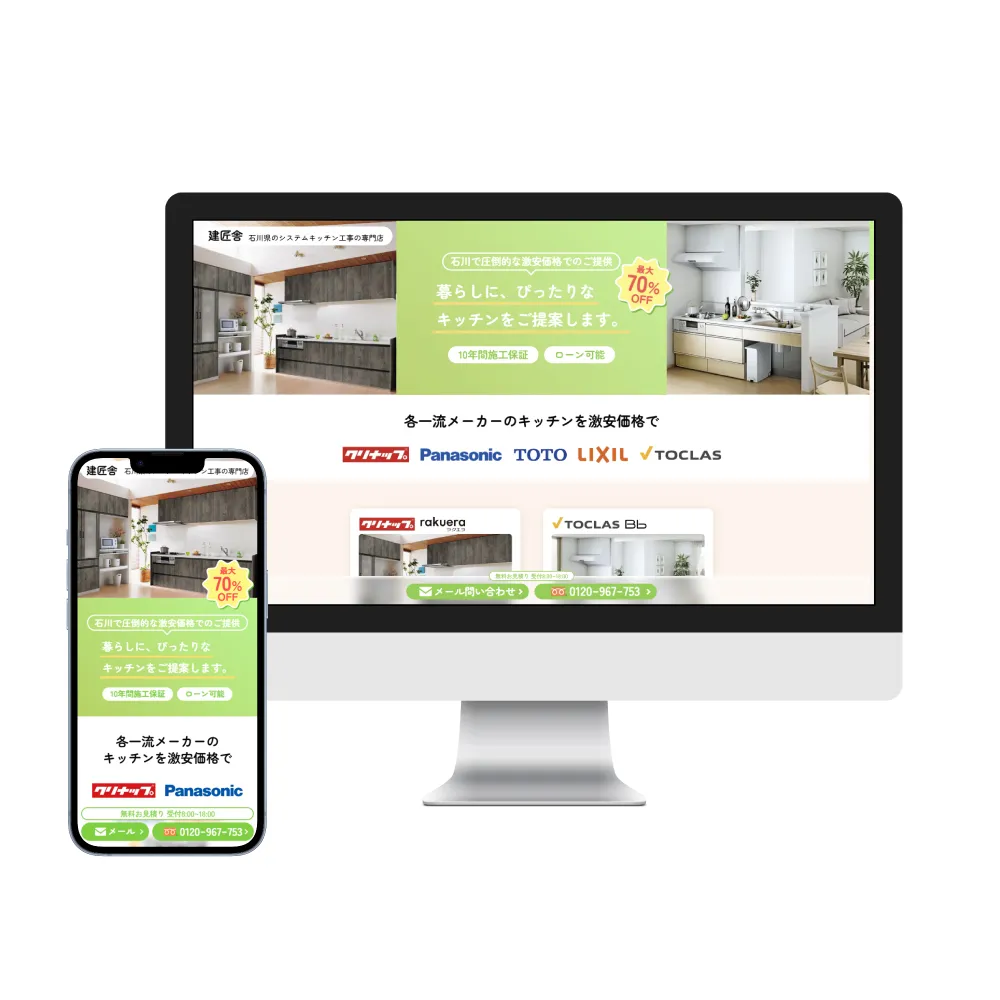 建匠舎 石川県のシステムキッチン工事の専門店
石川で圧倒的な激安価格でのご提供
最大
70%
OFF
暮らしに、ぴったりな
キッチンをご提案します。
10年間施工保証 ローン可能
各一流メーカーのキッチンを激安価格で
クリナップ Panasonic TOTO LIXIL TOCLAS
クリナップ rakuera
ラクエラ
TOCLAS Bb
無料お見積り 受付8:00~18:00
メール問い合わせ
0120-967-753
建匠舎 石川県のシステムキッチン工事の専門店
最大
70%
OFF
石川で圧倒的な激安価格でのご提供
暮らしに、ぴったりな
キッチンをご提案します。
10年間施工保証 ローン可能
各一流メーカーの
キッチンを激安価格で
クリナップ Panasonic
無料お見積り 受付8:00~18:00
メール 0120-967-753